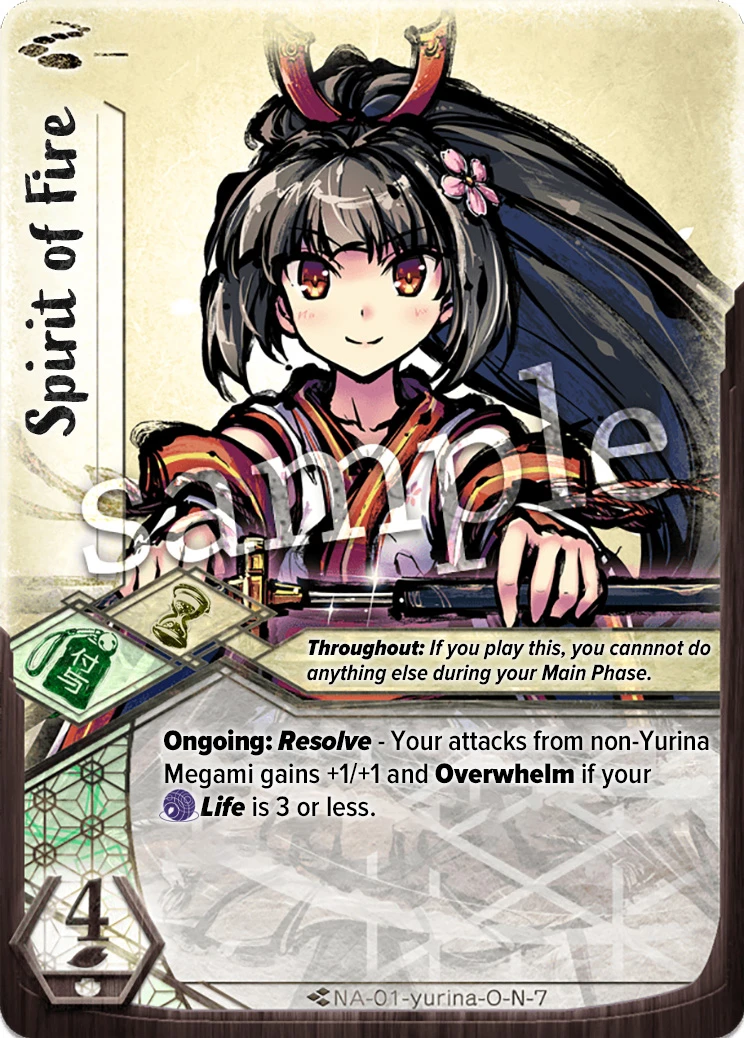 Spirit of Fire
sample
付与
Throughout: If you play this, you cannnot do
anything else during your Main Phase.
Ongoing: Resolve - Your attacks from non-Yurina
Megami gains +1/+1 and Overwhelm if your
Life is 3 or less.
4
NA-01-yurina-O-N-7